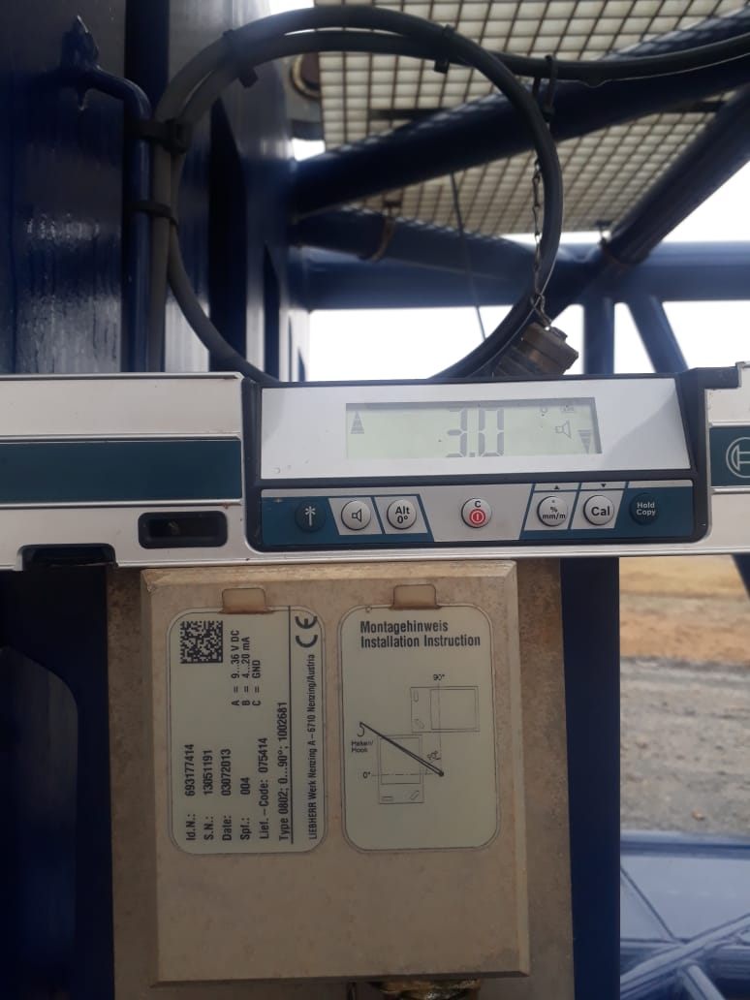 3.0
Alt
0°
C
%
mm/m
Cal
Hold
Copy
Id.N.: 693177414
S.N.: 13051191
Date: 03072013
Spf.: 004
Lief.-Code: 075414
Type 0802; 0...90°; 1002681
LIEBHERR Werk Nenzing A-6710 Nenzing/Austria
A = 9...36 V DC
B = 4...20 mA
C = GND
CE
Montagehinweis
Installation Instruction
90°
Haken/
Hook
0°